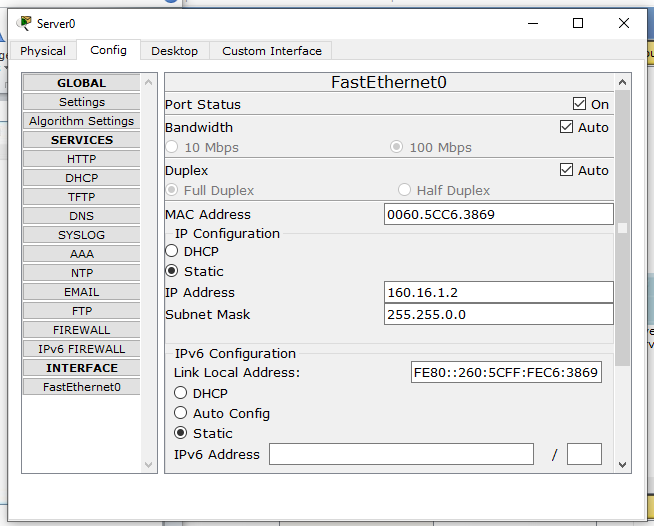 Server0
Physical Config Desktop Custom Interface
GLOBAL
Settings
Algorithm Settings
SERVICES
HTTP
DHCP
TFTP
DNS
SYSLOG
AAA
NTP
EMAIL
FTP
FIREWALL
IPv6 FIREWALL
INTERFACE
FastEthernet0
FastEthernet0
Port Status On
Bandwidth Auto
10 Mbps 100 Mbps
Duplex Auto
Full Duplex Half Duplex
MAC Address 0060.5CC6.3869
IP Configuration
DHCP
Static
IP Address 160.16.1.2
Subnet Mask 255.255.0.0
IPv6 Configuration
Link Local Address: FE80::260:5CFF:FEC6:3869
DHCP
Auto Config
Static
IPv6 Address /